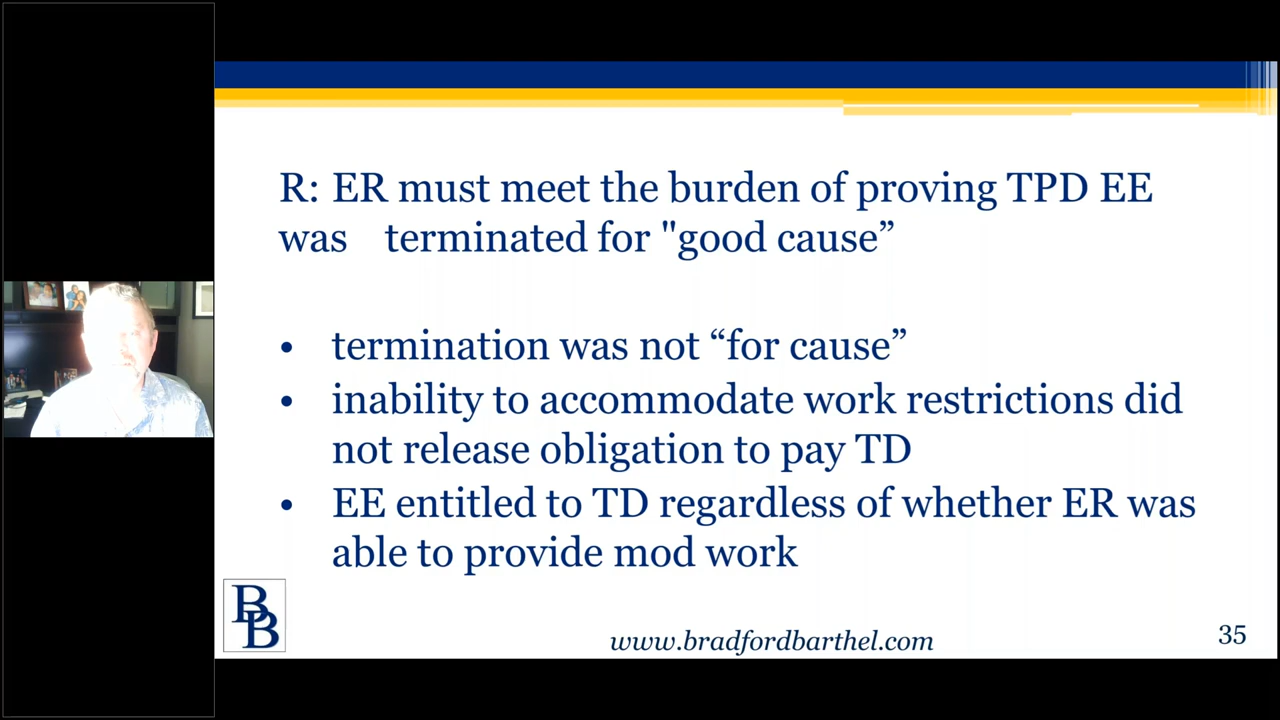 R: ER must meet the burden of proving TPD EE
was terminated for "good cause”
• termination was not “for cause”
• inability to accommodate work restrictions did
not release obligation to pay TD
• EE entitled to TD regardless of whether ER was
able to provide mod work
BB
www.bradfordbarthel.com
35